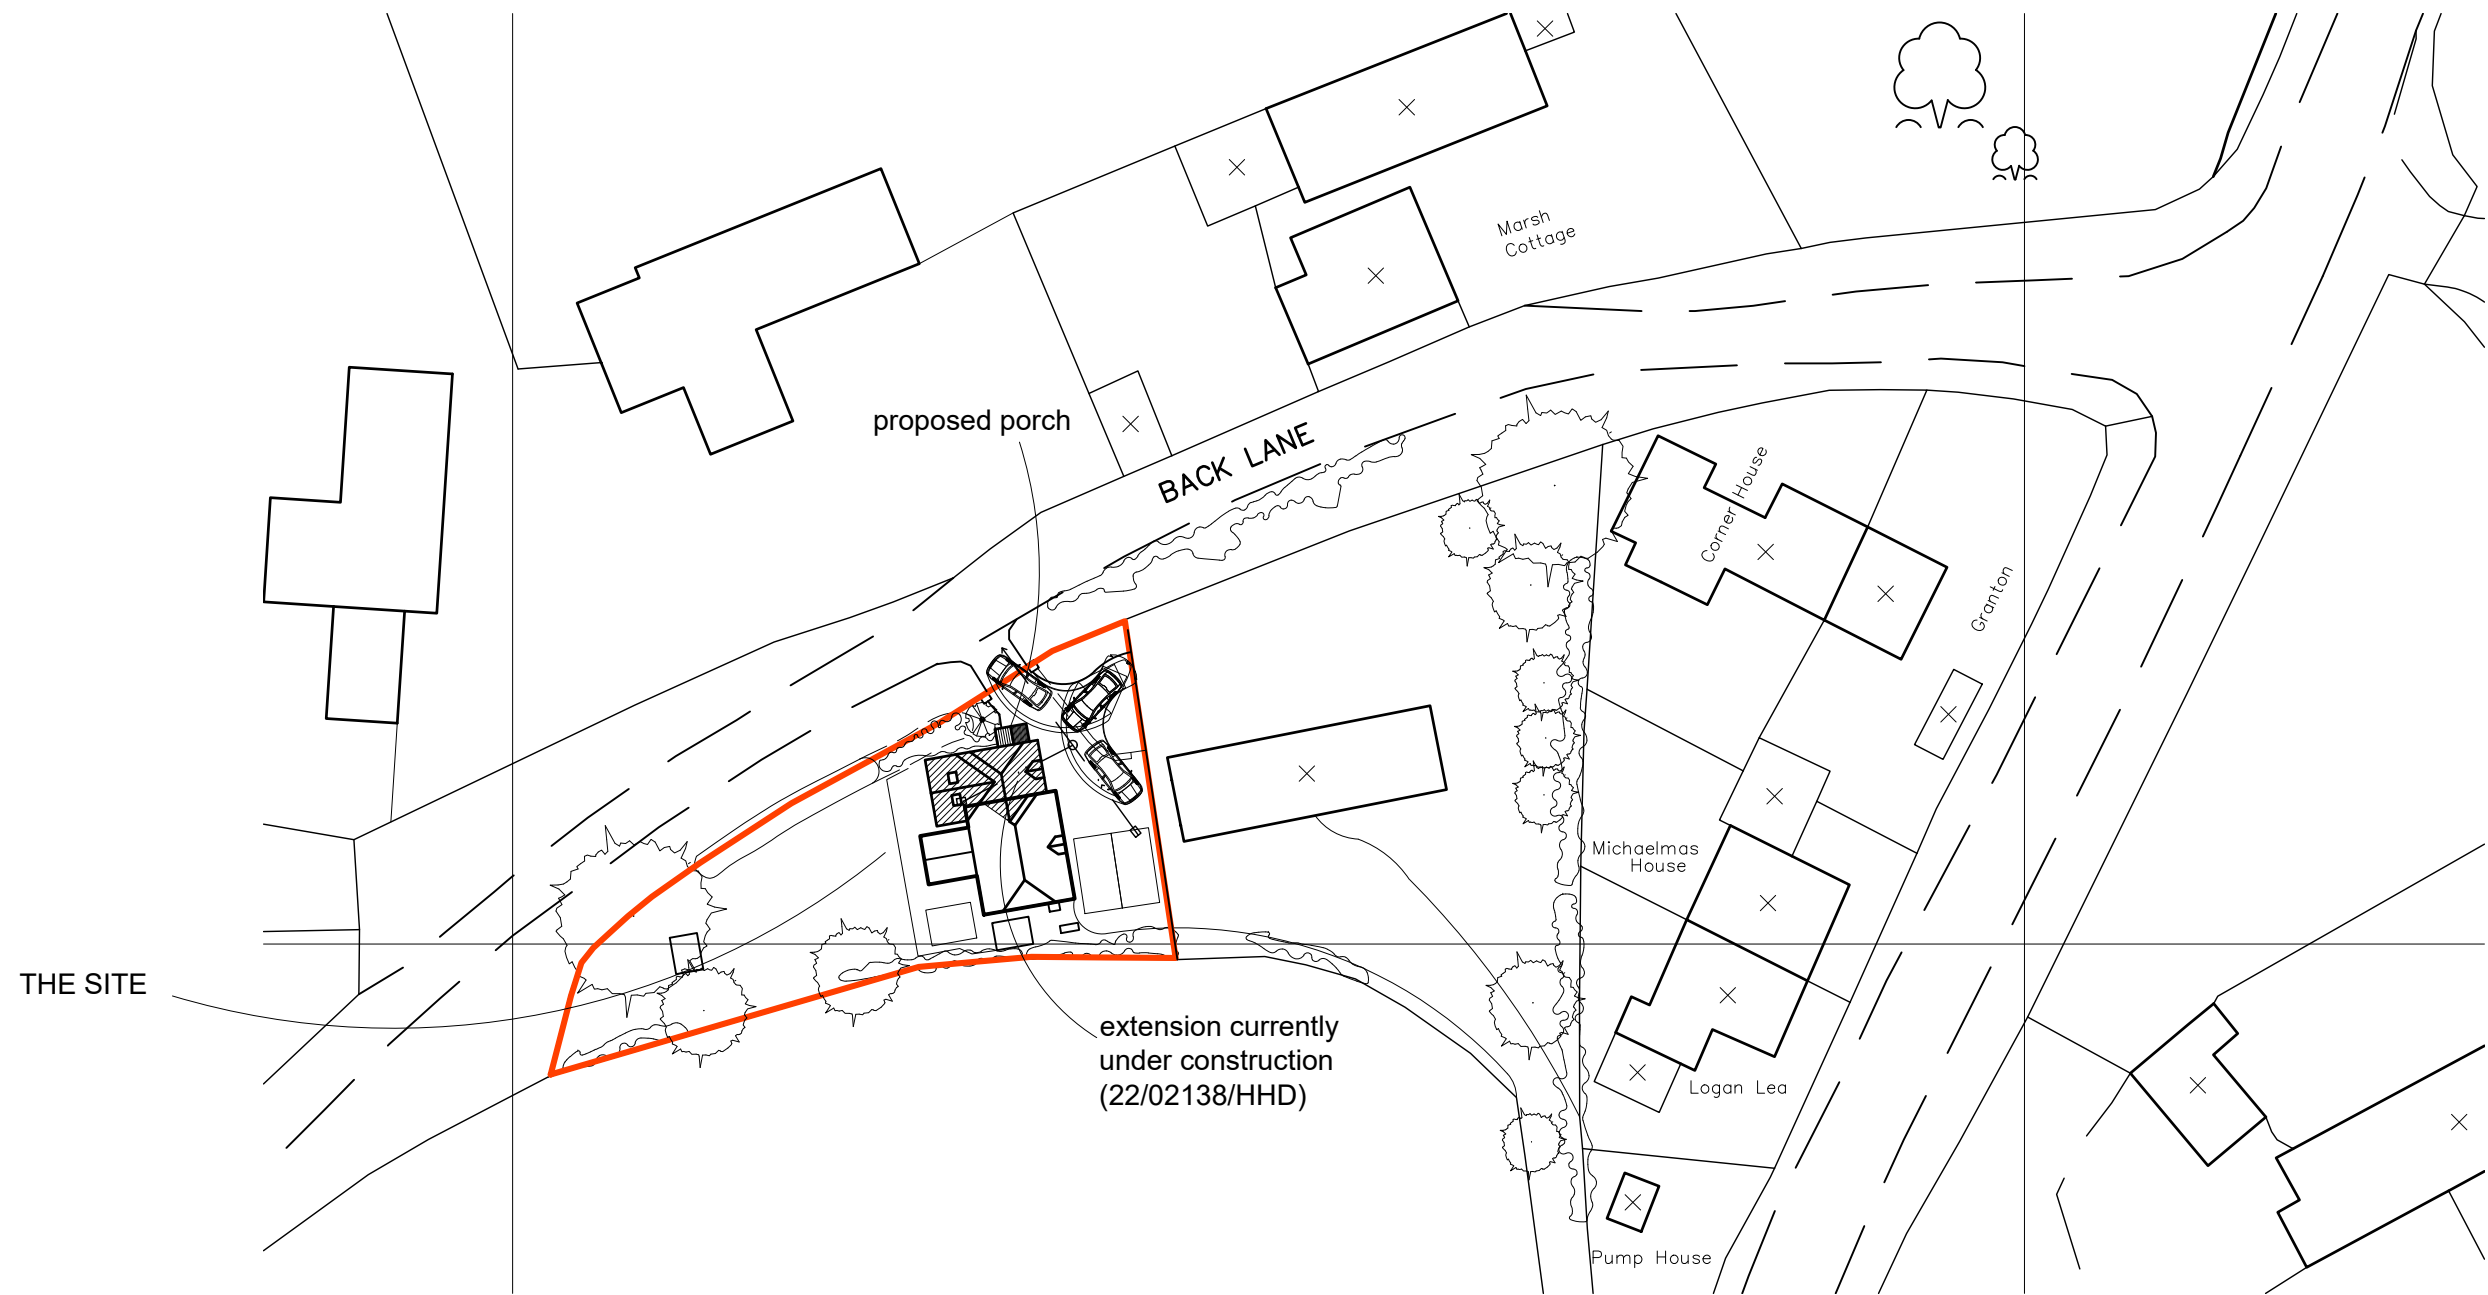 Marsh
Cottage
proposed porch
BACK LANE
Corner House
Granton
Michaelmas
House
THE SITE
extension currently
under construction
(22/02138/HHD)
Logan Lea
Pump House